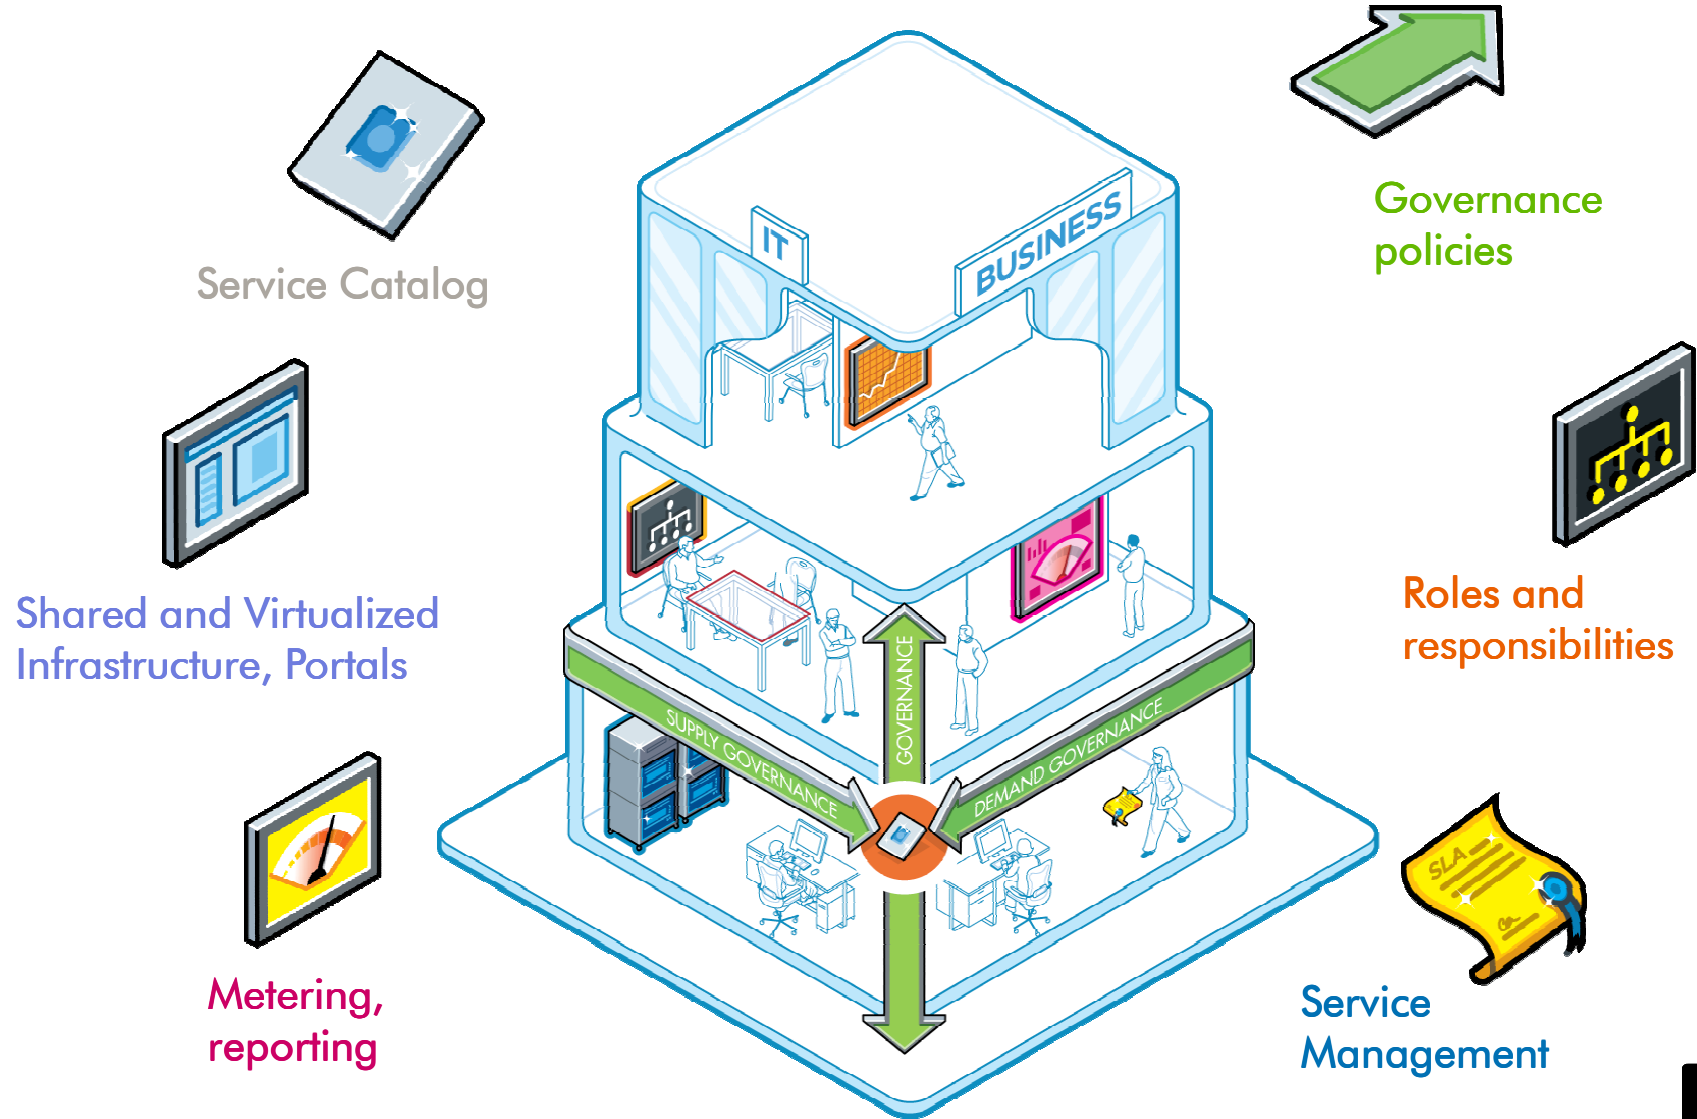 Service Catalog
Governance
policies
IT
BUSINESS
Shared and Virtualized
Infrastructure, Portals
Roles and
responsibilities
SUPPLY GOVERNANCE
GOVERNANCE
DEMAND GOVERNANCE
Metering,
reporting
SLA
Service
Management